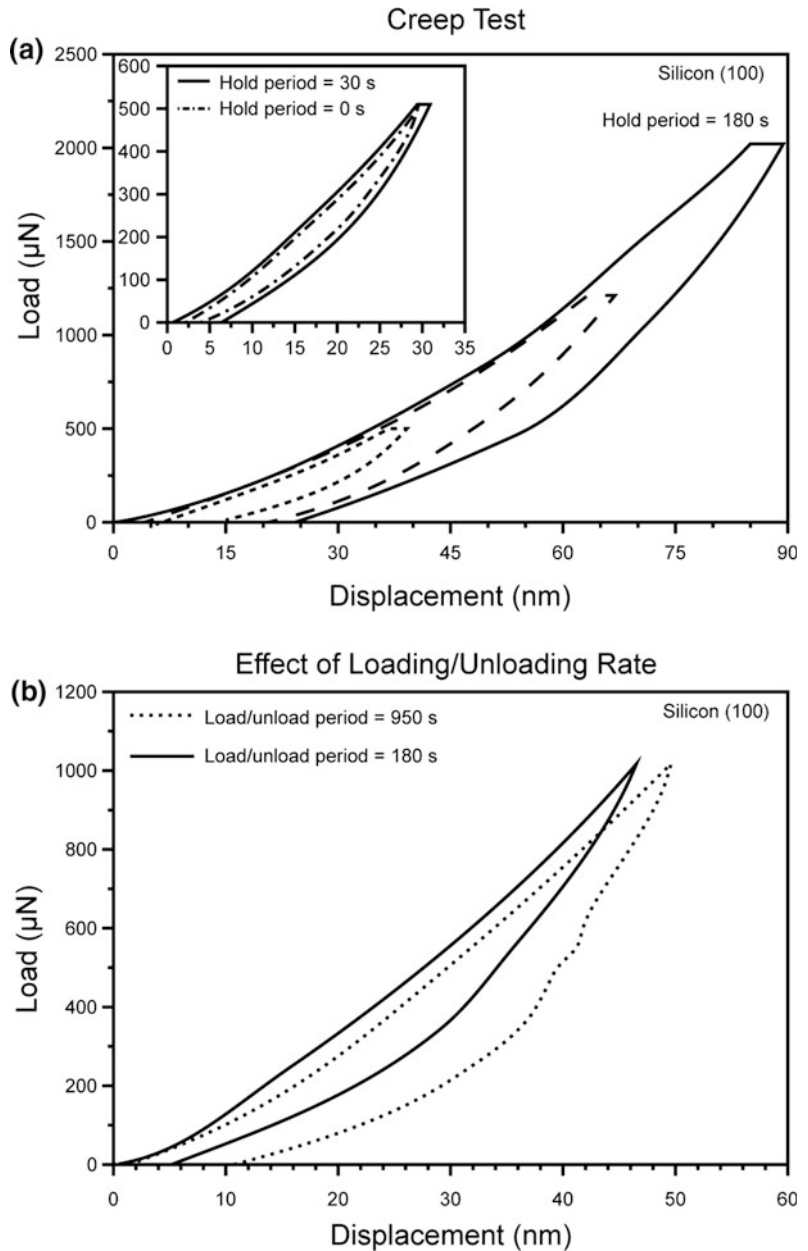 Creep Test
(a)
2500
2000
1500
1000
500
0
Load (µN)
Silicon (100)
Hold period = 180 s
600
500
400
300
200
100
0
Hold period = 30 s
Hold period = 0 s
0 5 10 15 20 25 30 35
0 15 30 45 60 75 90
Displacement (nm)
Effect of Loading/Unloading Rate
(b)
1200
1000
800
600
400
200
0
Load (µN)
Load/unload period = 950 s
Load/unload period = 180 s
Silicon (100)
0 10 20 30 40 50 60
Displacement (nm)